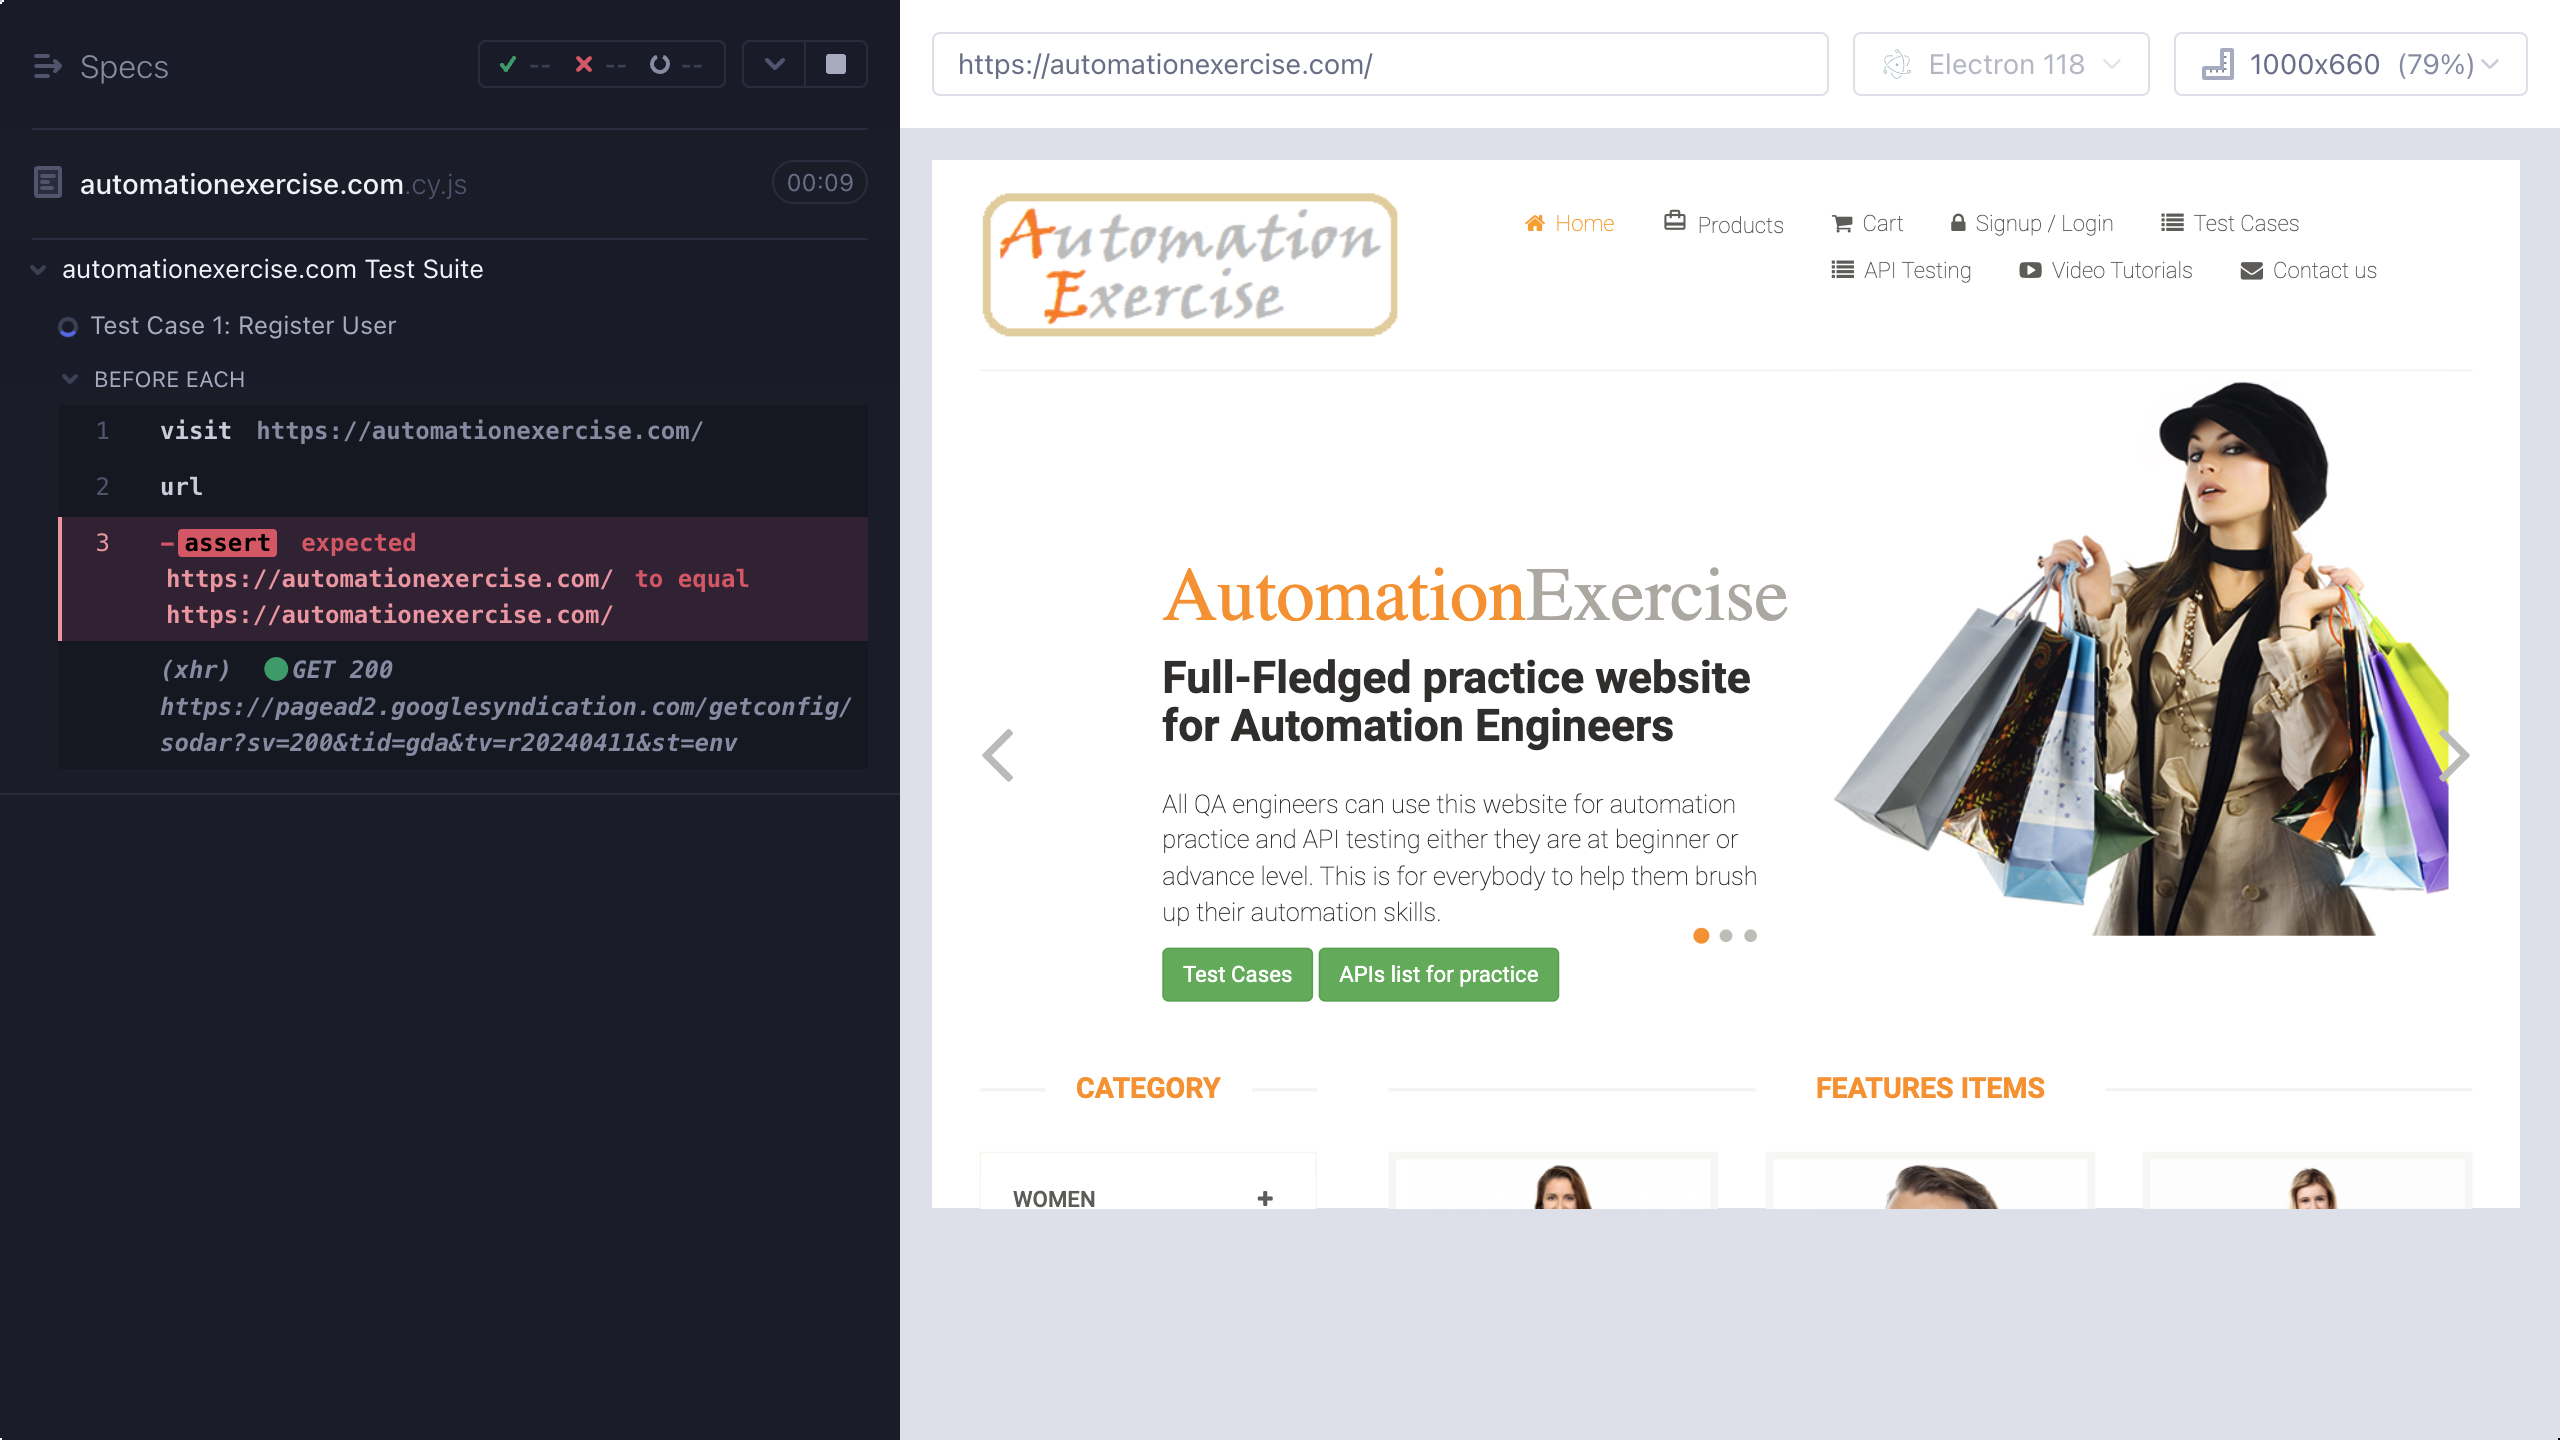 Specs
--
--
--
automationexercise.com.cy.js
00:09
automationexercise.com Test Suite
Test Case 1: Register User
BEFORE EACH
1 visit https://automationexercise.com/
2 url
3 -assert expected
https://automationexercise.com/ to equal
https://automationexercise.com/
(xhr) GET 200
https://pagead2.googlesyndication.com/getconfig/
sodar?sv=200&tid=gda&tv=r20240411&st=env
https://automationexercise.com/
Electron 118
1000x660 (79%)
Automation
Exercise
Home Products Cart Signup / Login Test Cases
API Testing Video Tutorials Contact us
AutomationExercise
Full-Fledged practice website
for Automation Engineers
All QA engineers can use this website for automation
practice and API testing either they are at beginner or
advance level. This is for everybody to help them brush
up their automation skills.
Test Cases APIs list for practice
CATEGORY
FEATURES ITEMS
WOMEN +